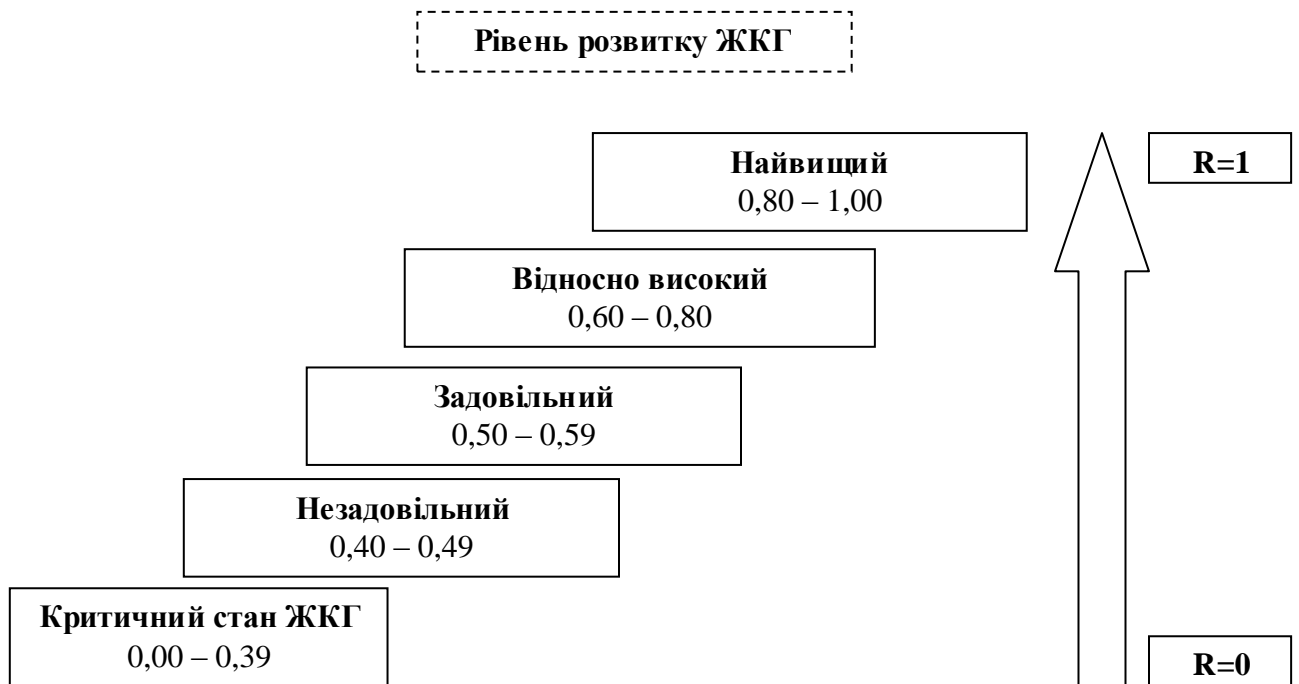 Рівень розвитку ЖКГ
Найвищий
0,80 – 1,00
R=1
Відносно високий
0,60 – 0,80
Задовільний
0,50 – 0,59
Незадовільний
0,40 – 0,49
Критичний стан ЖКГ
0,00 – 0,39
R=0